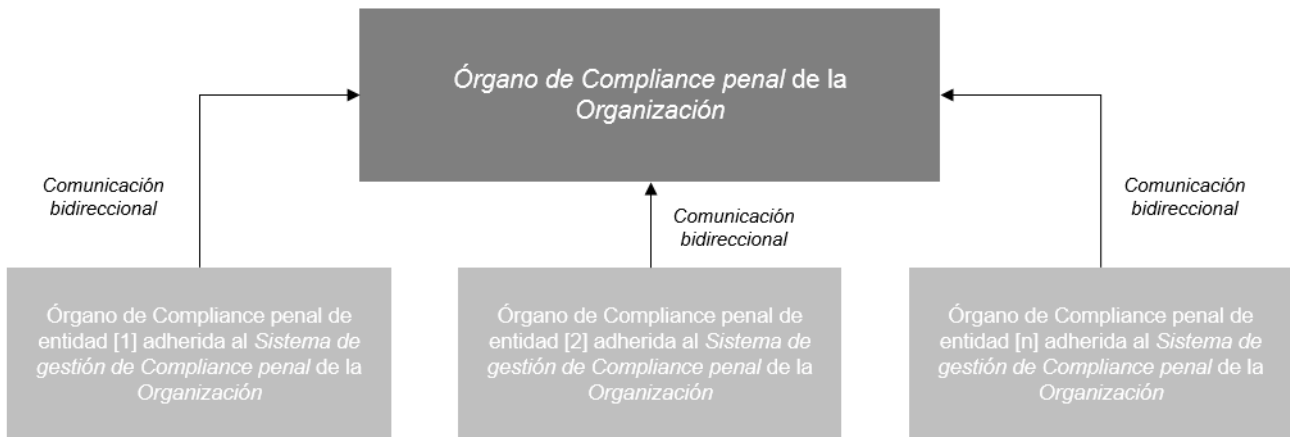 Órgano de Compliance penal de la
Organización
Comunicación
bidireccional
Comunicación
bidireccional
Comunicación
bidireccional
Órgano de Compliance penal de
entidad [1] adherida al Sistema de
gestión de Compliance penal de la
Organización
Órgano de Compliance penal de
entidad [2] adherida al Sistema de
gestión de Compliance penal de la
Organización
Órgano de Compliance penal de
entidad [n] adherida al Sistema de
gestión de Compliance penal de la
Organización